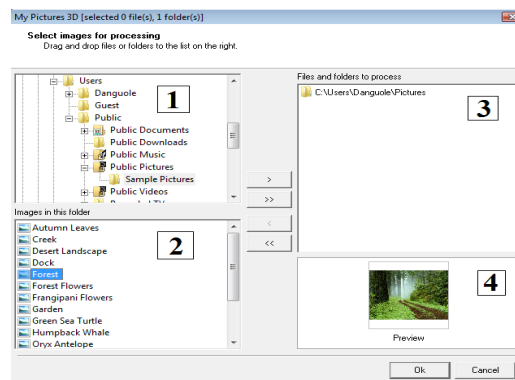 My Pictures 3D [selected 0 file(s), 1 folder(s)]
Select images for processing
Drag and drop files or folders to the list on the right.
Users
Danguole
Guest
Public
Public Documents
Public Downloads
Public Music
Public Pictures
Sample Pictures
Public Videos
1
Images in this folder
Autumn Leaves
Creek
Desert Landscape
Dock
Forest
Forest Flowers
Frangipani Flowers
Garden
Green Sea Turtle
Humpback Whale
Oryx Antelope
2
>
>>
<
<<
Files and folders to process
C:\Users\Danguole\Pictures
3
4
Preview
Ok
Cancel